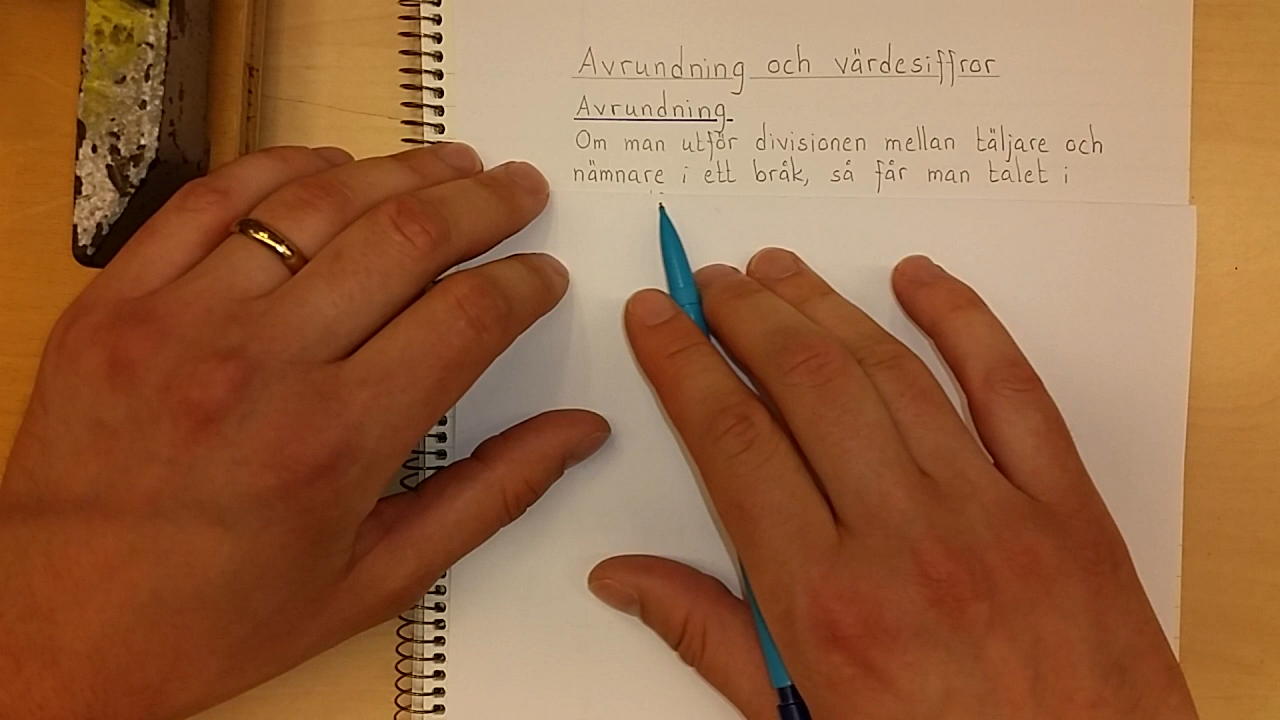 Avrundning och värdesiffror
Avrundning
Om man utför divisionen mellan täljare och
nämnare i ett bråk, så får man talet i